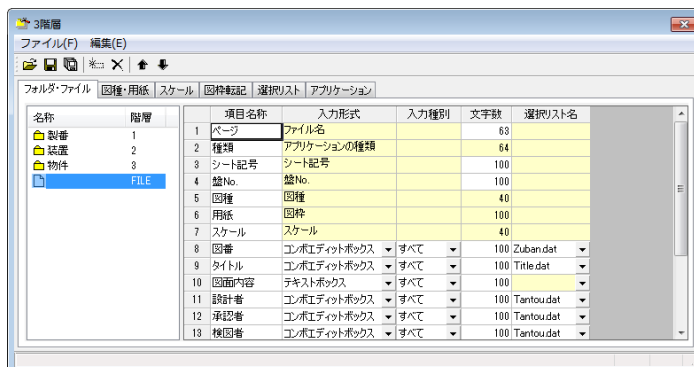 3階層
ファイル(F) 編集(E)
フォルダ・ファイル 図種・用紙 スケール 図枠転記 選択リスト アプリケーション
名称 階層
製番 1
装置 2
物件 3
FILE
項目名称 入力形式 入力種別 文字数 選択リスト名
1 ページ ファイル名 63
2 種類 アプリケーションの種類 64
3 シート記号 シート記号 100
4 盤No. 盤No. 100
5 図種 図種 40
6 用紙 図枠 100
7 スケール スケール 40
8 図番 コンボエディットボックス すべて 100 Zuban.dat
9 タイトル コンボエディットボックス すべて 100 Title.dat
10 図面内容 テキストボックス すべて 100
11 設計者 コンボエディットボックス すべて 100 Tantou.dat
12 承認者 コンボエディットボックス すべて 100 Tantou.dat
13 検図者 コンボエディットボックス すべて 100 Tantou.dat